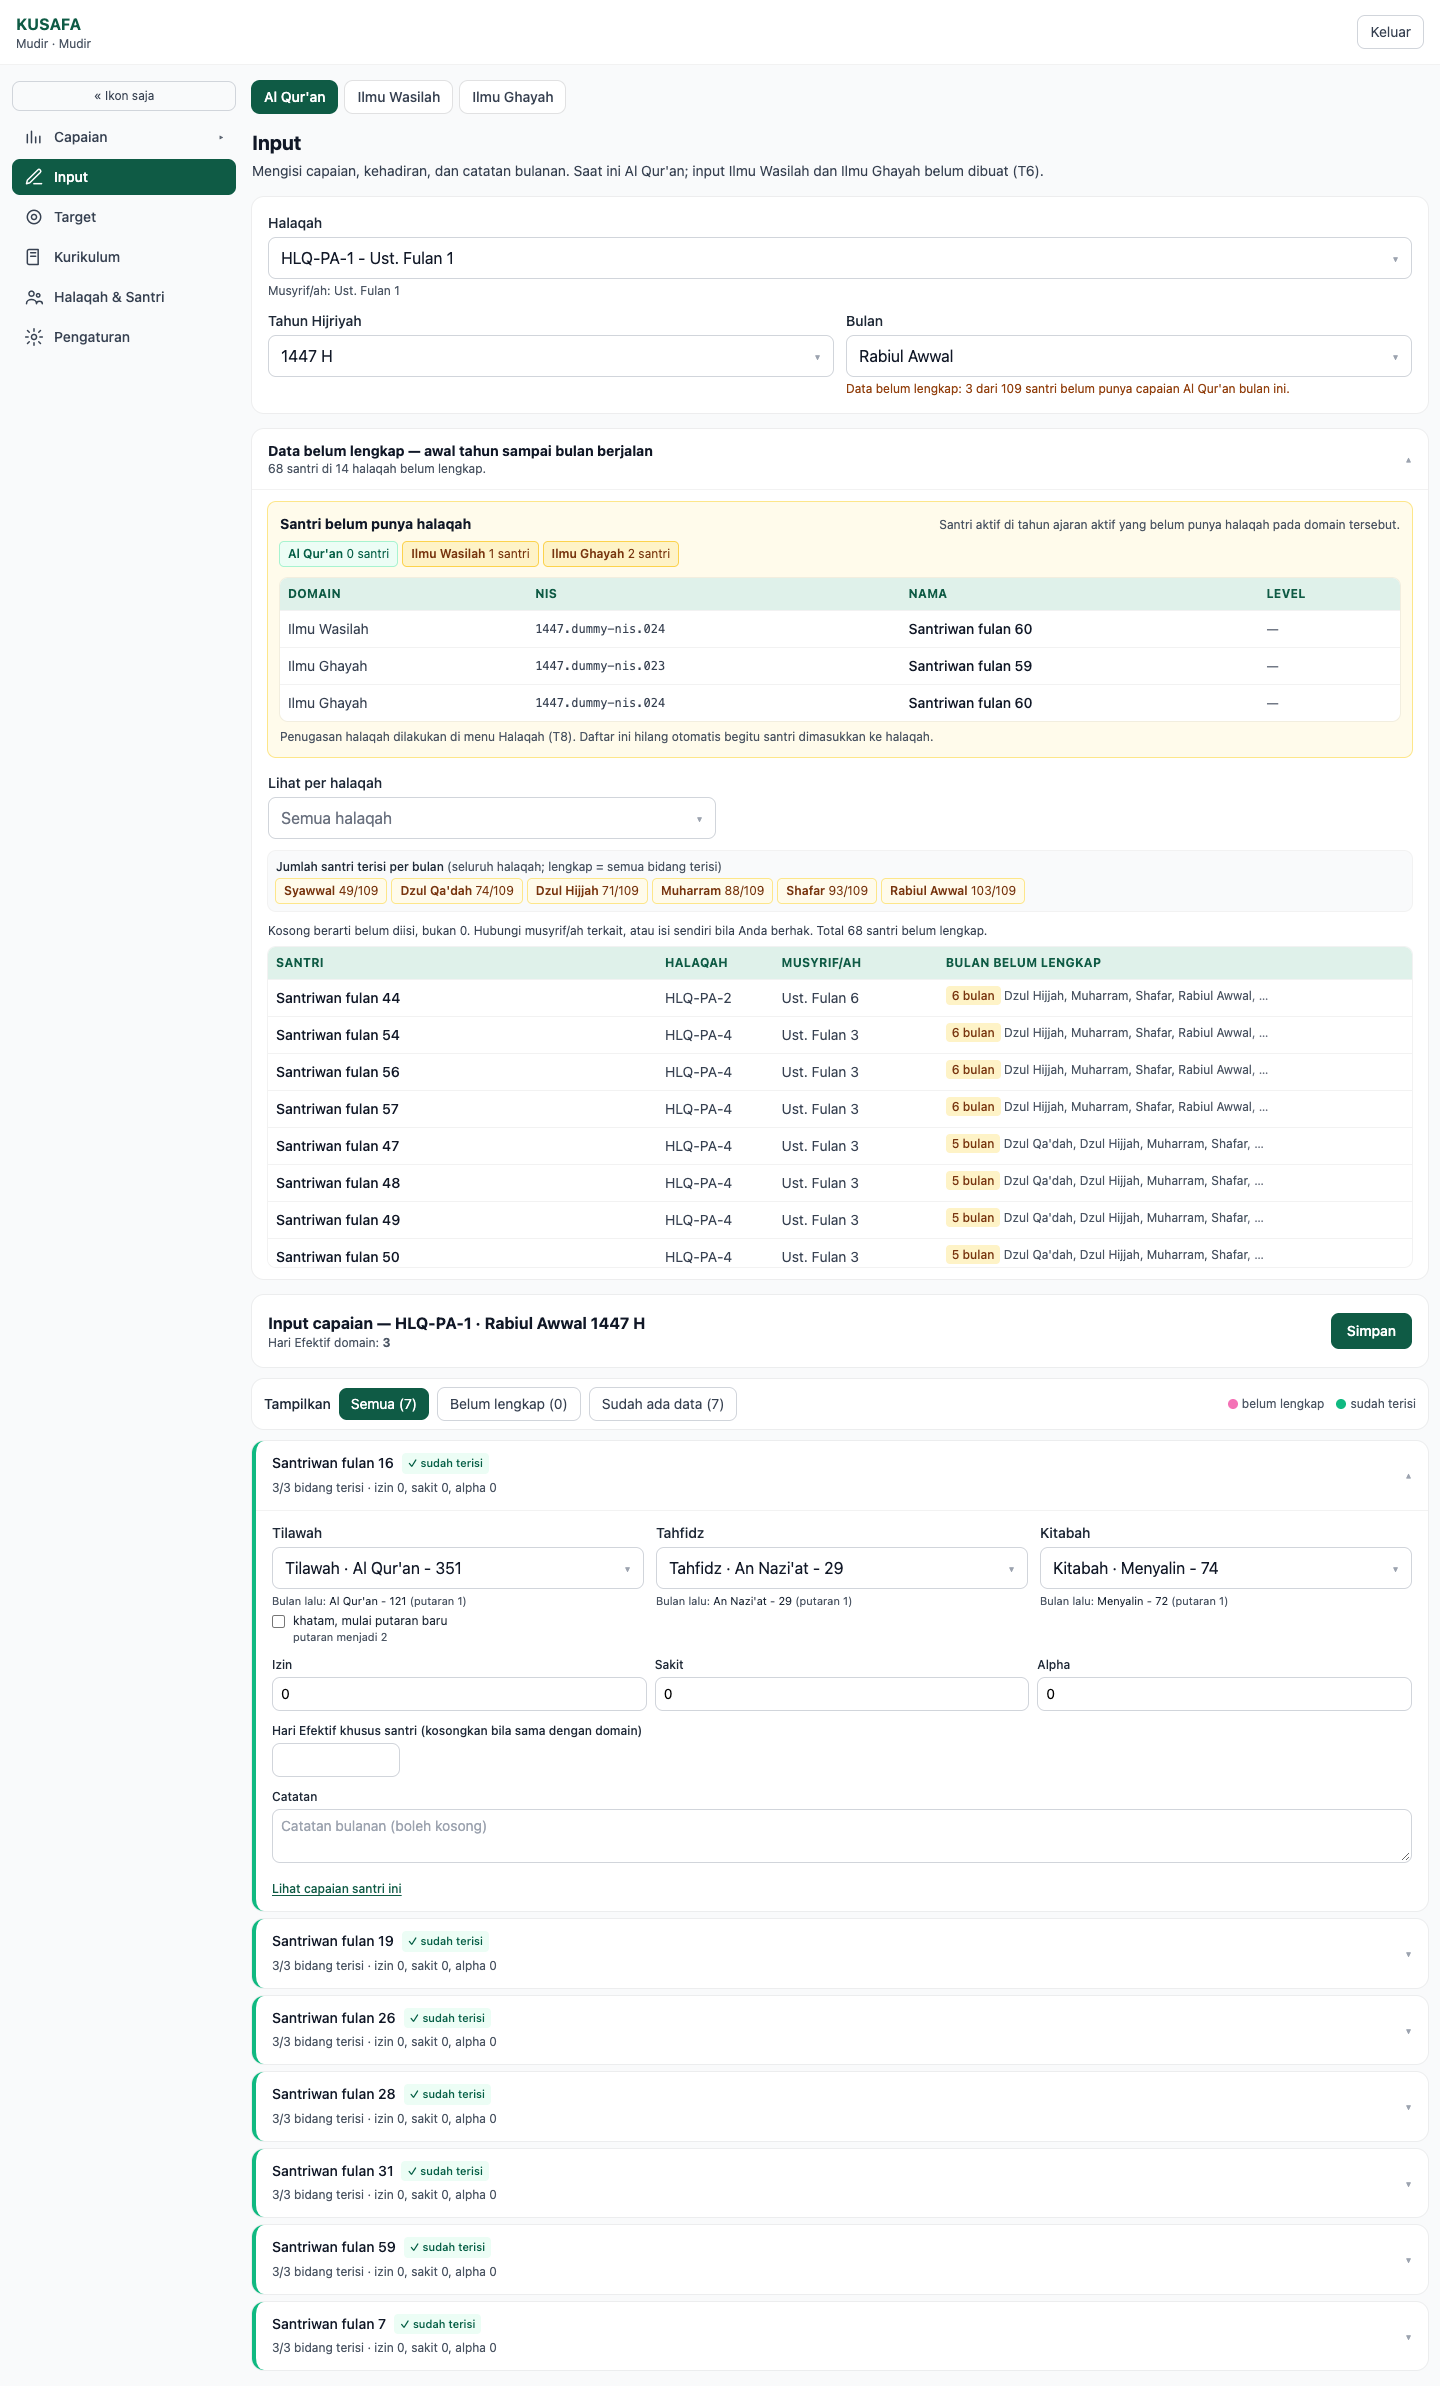 KUSAFA
Mudir · Mudir
Keluar
« Ikon saja
Capaian
Input
Target
Kurikulum
Halaqah & Santri
Pengaturan
Al Qur'an
Ilmu Wasilah
Ilmu Ghayah
Input
Mengisi capaian, kehadiran, dan catatan bulanan. Saat ini Al Qur'an; input Ilmu Wasilah dan Ilmu Ghayah belum dibuat (T6).
Halaqah
HLQ-PA-1 - Ust. Fulan 1
Musyrif/ah: Ust. Fulan 1
Tahun Hijriyah
Bulan
1447 H
Rabiul Awwal
Data belum lengkap: 3 dari 109 santri belum punya capaian Al Qur'an bulan ini.
Data belum lengkap — awal tahun sampai bulan berjalan
68 santri di 14 halaqah belum lengkap.
Santri belum punya halaqah
Santri aktif di tahun ajaran aktif yang belum punya halaqah pada domain tersebut.
Al Qur'an 0 santri
Ilmu Wasilah 1 santri
Ilmu Ghayah 2 santri
DOMAIN NIS NAMA LEVEL
Ilmu Wasilah 1447.dummy-nis.024 Santriwan fulan 60 —
Ilmu Ghayah 1447.dummy-nis.023 Santriwan fulan 59 —
Ilmu Ghayah 1447.dummy-nis.024 Santriwan fulan 60 —
Penugasan halaqah dilakukan di menu Halaqah (T8). Daftar ini hilang otomatis begitu santri dimasukkan ke halaqah.
Lihat per halaqah
Semua halaqah
Jumlah santri terisi per bulan (seluruh halaqah; lengkap = semua bidang terisi)
Syawwal 49/109 Dzul Qa'dah 74/109 Dzul Hijjah 71/109 Muharram 88/109 Shafar 93/109 Rabiul Awwal 103/109
Kosong berarti belum diisi, bukan 0. Hubungi musyrif/ah terkait, atau isi sendiri bila Anda berhak. Total 68 santri belum lengkap.
SANTRI HALAQAH MUSYRIF/AH BULAN BELUM LENGKAP
Santriwan fulan 44 HLQ-PA-2 Ust. Fulan 6 6 bulan Dzul Hijjah, Muharram, Shafar, Rabiul Awwal, ...
Santriwan fulan 54 HLQ-PA-4 Ust. Fulan 3 6 bulan Dzul Hijjah, Muharram, Shafar, Rabiul Awwal, ...
Santriwan fulan 56 HLQ-PA-4 Ust. Fulan 3 6 bulan Dzul Hijjah, Muharram, Shafar, Rabiul Awwal, ...
Santriwan fulan 57 HLQ-PA-4 Ust. Fulan 3 6 bulan Dzul Hijjah, Muharram, Shafar, Rabiul Awwal, ...
Santriwan fulan 47 HLQ-PA-4 Ust. Fulan 3 5 bulan Dzul Qa'dah, Dzul Hijjah, Muharram, Shafar, ...
Santriwan fulan 48 HLQ-PA-4 Ust. Fulan 3 5 bulan Dzul Qa'dah, Dzul Hijjah, Muharram, Shafar, ...
Santriwan fulan 49 HLQ-PA-4 Ust. Fulan 3 5 bulan Dzul Qa'dah, Dzul Hijjah, Muharram, Shafar, ...
Santriwan fulan 50 HLQ-PA-4 Ust. Fulan 3 5 bulan Dzul Qa'dah, Dzul Hijjah, Muharram, Shafar, ...
Input capaian — HLQ-PA-1 · Rabiul Awwal 1447 H
Hari Efektif domain: 3
Simpan
Tampilkan Semua (7) Belum lengkap (0) Sudah ada data (7)
belum lengkap sudah terisi
Santriwan fulan 16 ✓ sudah terisi
3/3 bidang terisi · izin 0, sakit 0, alpha 0
Tilawah Tahfidz Kitabah
Tilawah · Al Qur'an - 351
Tahfidz · An Nazi'at - 29
Kitabah · Menyalin - 74
Bulan lalu: Al Qur'an - 121 (putaran 1)
Bulan lalu: An Nazi'at - 29 (putaran 1)
Bulan lalu: Menyalin - 72 (putaran 1)
khatam, mulai putaran baru
putaran menjadi 2
Izin Sakit Alpha
0 0 0
Hari Efektif khusus santri (kosongkan bila sama dengan domain)
Catatan
Catatan bulanan (boleh kosong)
Lihat capaian santri ini
Santriwan fulan 19 ✓ sudah terisi
3/3 bidang terisi · izin 0, sakit 0, alpha 0
Santriwan fulan 26 ✓ sudah terisi
3/3 bidang terisi · izin 0, sakit 0, alpha 0
Santriwan fulan 28 ✓ sudah terisi
3/3 bidang terisi · izin 0, sakit 0, alpha 0
Santriwan fulan 31 ✓ sudah terisi
3/3 bidang terisi · izin 0, sakit 0, alpha 0
Santriwan fulan 59 ✓ sudah terisi
3/3 bidang terisi · izin 0, sakit 0, alpha 0
Santriwan fulan 7 ✓ sudah terisi
3/3 bidang terisi · izin 0, sakit 0, alpha 0